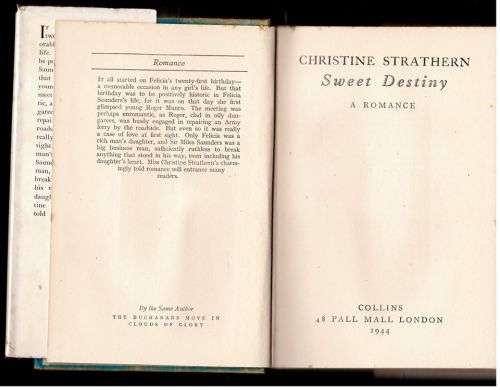 Romance
It all started on Felicia's twenty-first birthday—
a memorable occasion in any girl's life. But that
birthday was to be positively historic in Felicia
Saunders's life, for it was on that day she first
glimpsed young Roger Munro. The meeting was
perhaps unromantic, as Roger, clad in oily dun-
garees, was busily engaged in repairing an Army
lorry by the roadside. But even so it was really
a case of love at first sight. Only Felicia was a
rich man's daughter, and Sir Miles Saunders was a
big business man, sufficiently ruthless to break
anything that stood in his way, even including his
daughter's heart. Miss Christine Strathern's charm-
ingly told romance will entrance many
readers.
By the Same Author
THE BUCHANANS MOVE IN
CLOUDS OF GLORY
CHRISTINE STRATHERN
Sweet Destiny
A ROMANCE
COLLINS
48 PALL MALL LONDON
1944